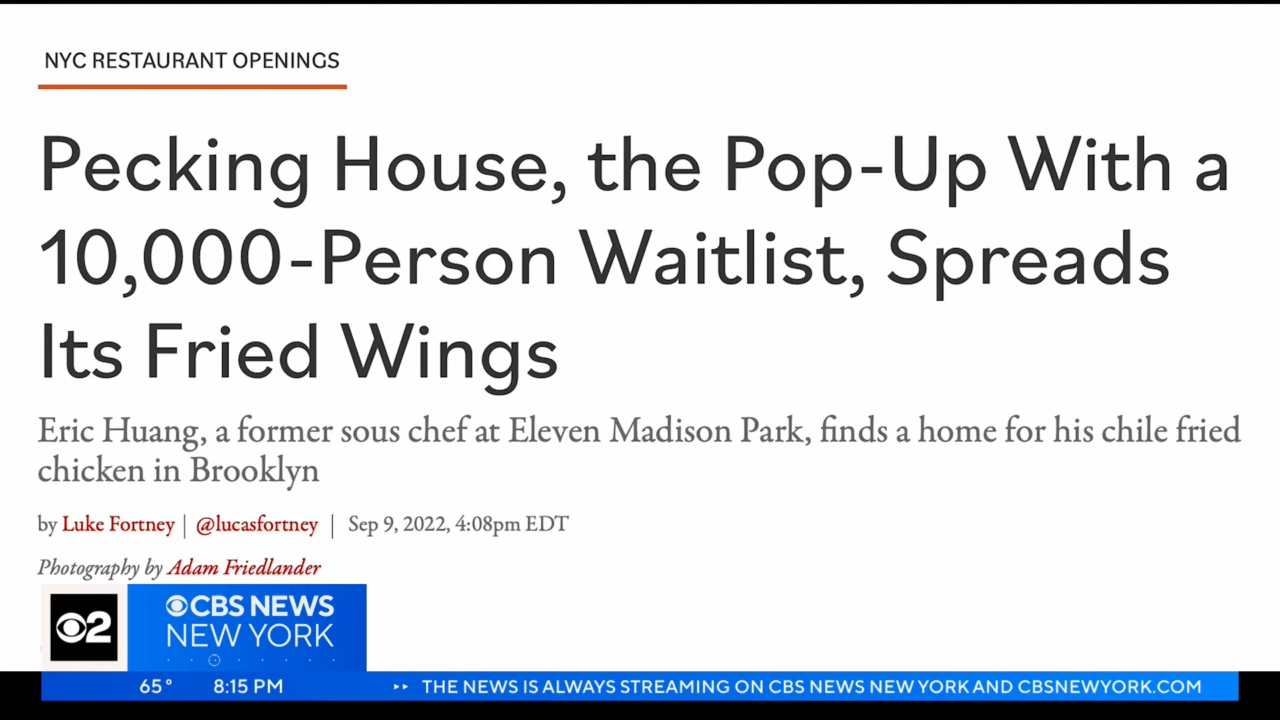 NYC RESTAURANT OPENINGS
Pecking House, the Pop-Up With a
10,000-Person Waitlist, Spreads
Its Fried Wings
Eric Huang, a former sous chef at Eleven Madison Park, finds a home for his chile fried
chicken in Brooklyn
by Luke Fortney | @lucasfortney | Sep 9, 2022, 4:08pm EDT
Photography by Adam Friedlander
2 CBS NEWS
NEW YORK
65° 8:15 PM THE NEWS IS ALWAYS STREAMING ON CBS NEWS NEW YORK AND CBSNEWYORK.COM